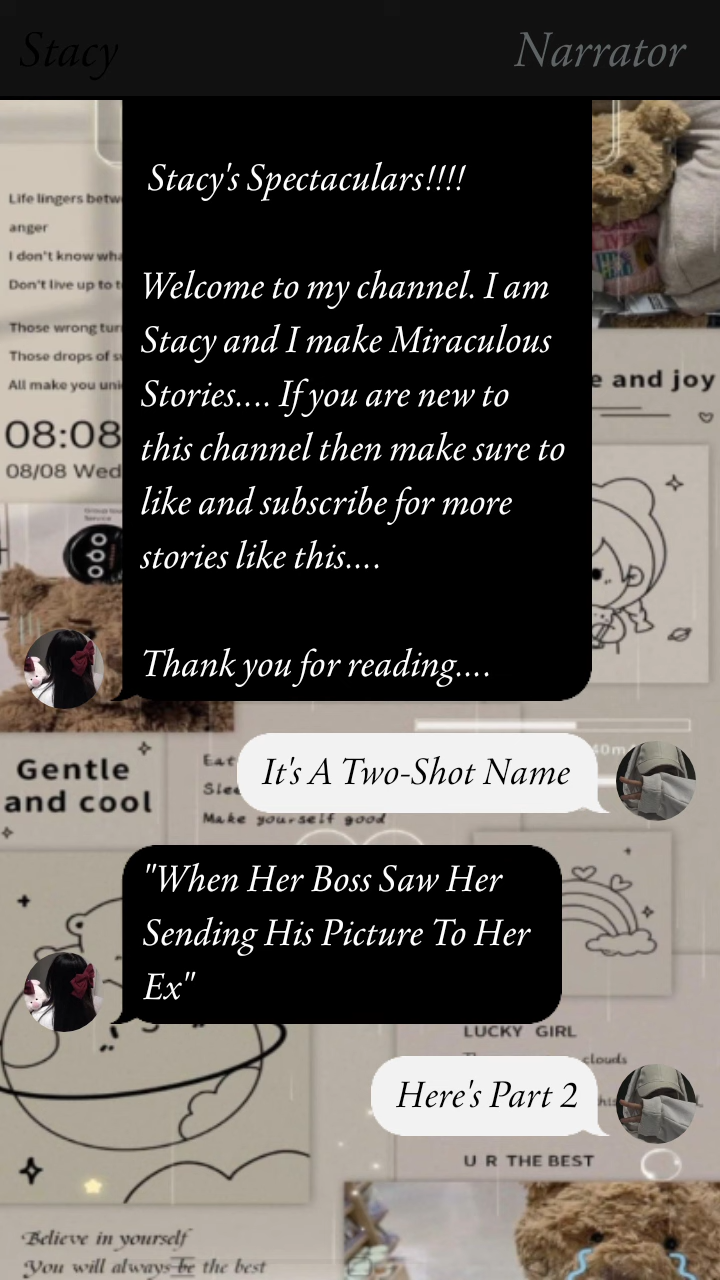 Stacy
Narrator
Stacy's Spectaculars!!!!
Welcome to my channel. I am
Stacy and I make Miraculous
Stories.... If you are new to
this channel then make sure to
like and subscribe for more
stories like this....
Thank you for reading....
It's A Two-Shot Name
"When Her Boss Saw Her
Sending His Picture To Her
Ex"
Here's Part 2
Life lingers
anger
I don't know
Don't live up to
Those wrong
Those drops of
All make you
08:08
08/08 Wed
and joy
Gentle
and cool
Eat
Make yourself good
LUCKY GIRL
clouds
U R THE BEST
Believe in yourself
You will always be the best